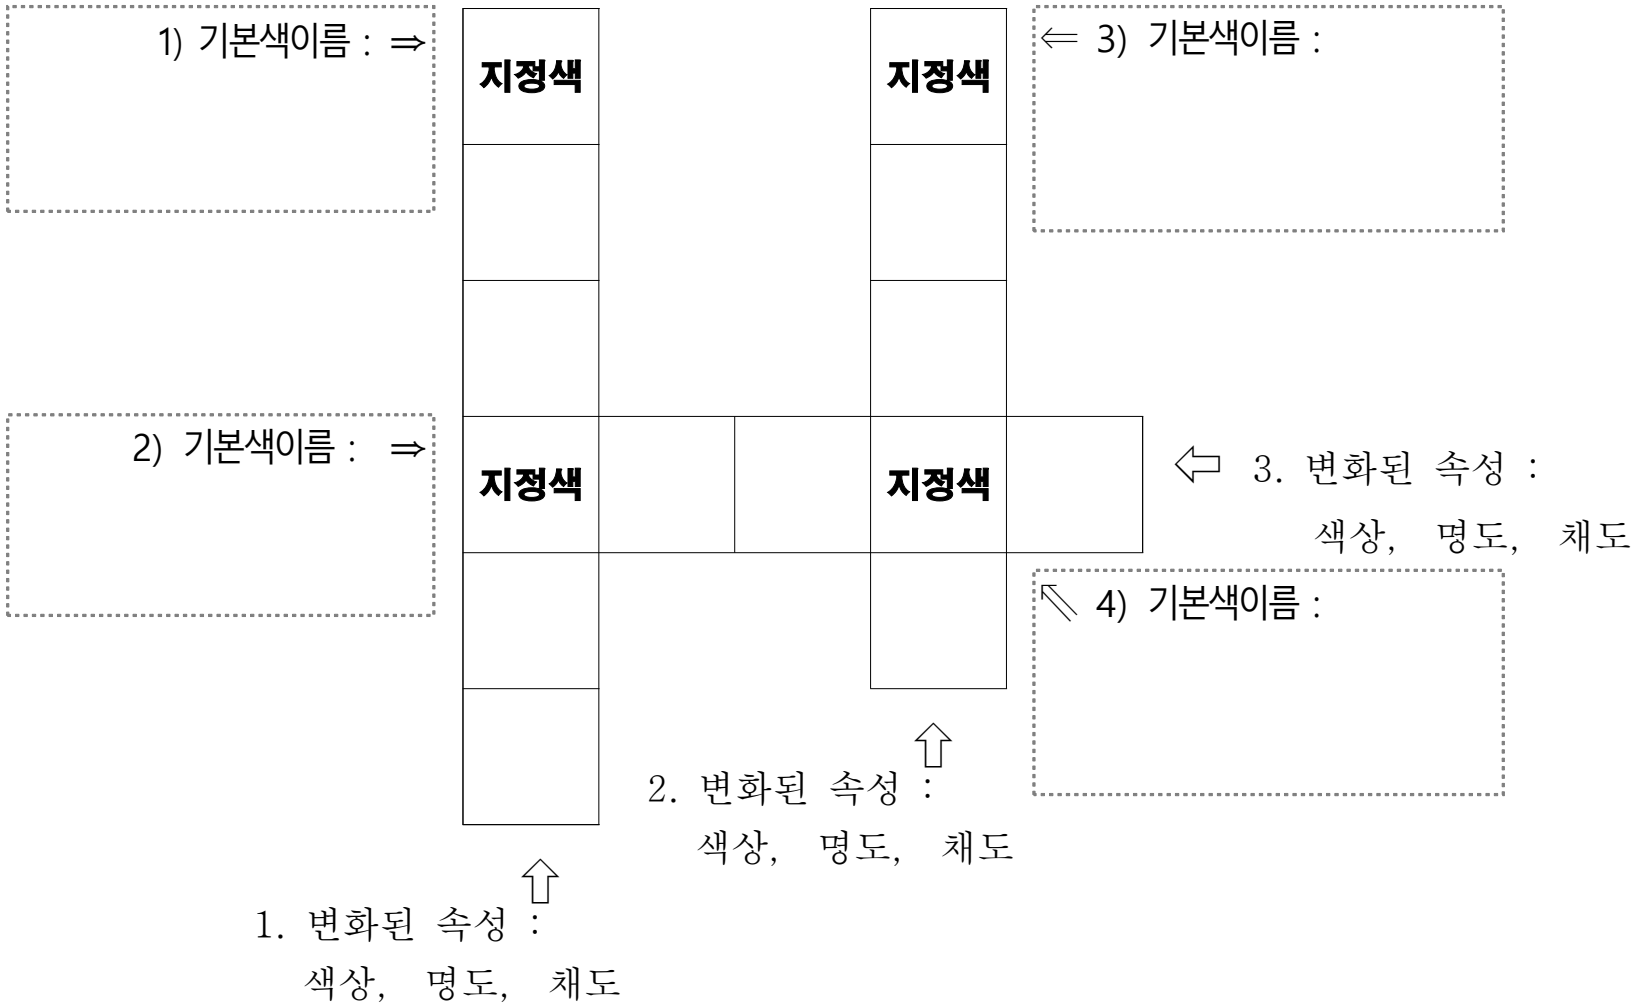 1) 기본색이름 : ⇒
지정색
지정색
⇐ 3) 기본색이름 :
2) 기본색이름 : ⇒
지정색
지정색
⇦ 3. 변화된 속성 :
색상, 명도, 채도
⇖ 4) 기본색이름 :
⇧
2. 변화된 속성 :
색상, 명도, 채도
⇧
1. 변화된 속성 :
색상, 명도, 채도